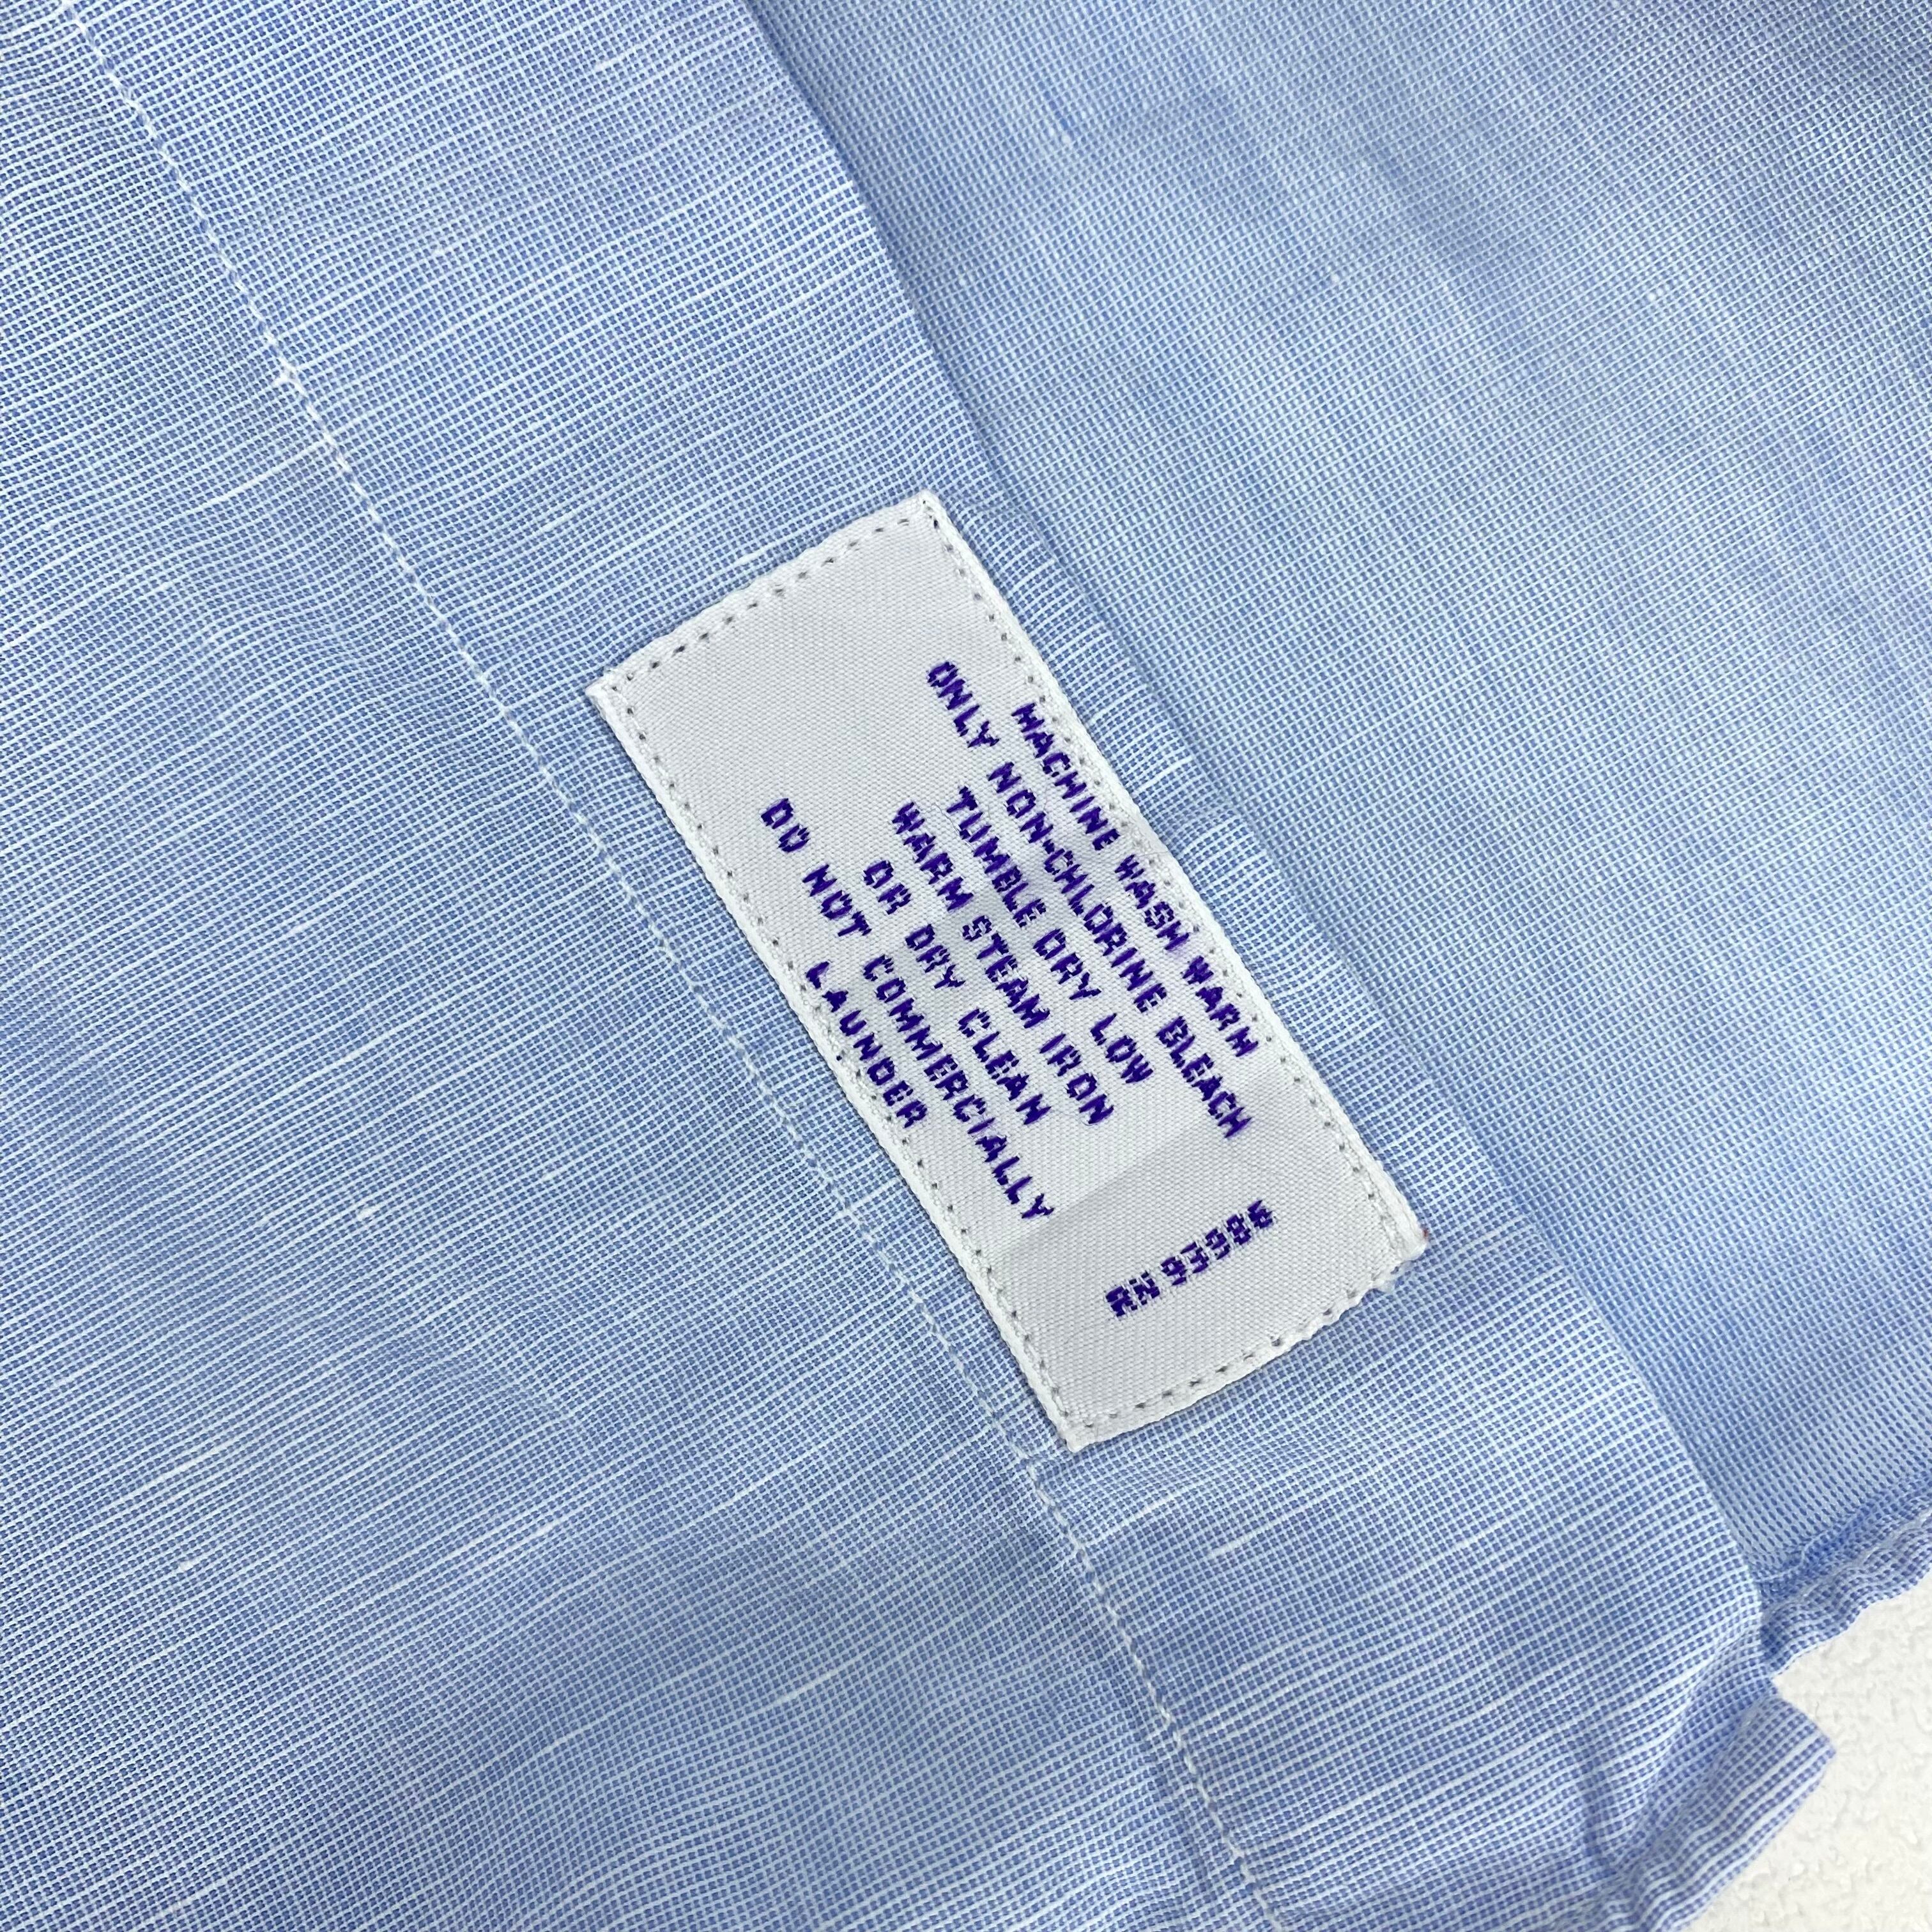 MACHINE WASH WARM
ONLY NON-CHLORINE BLEACH
TUMBLE DRY LOW
WARM STEAM IRON
OR DRY CLEAN
DO NOT COMMERCIALLY
LAUNDER
RN